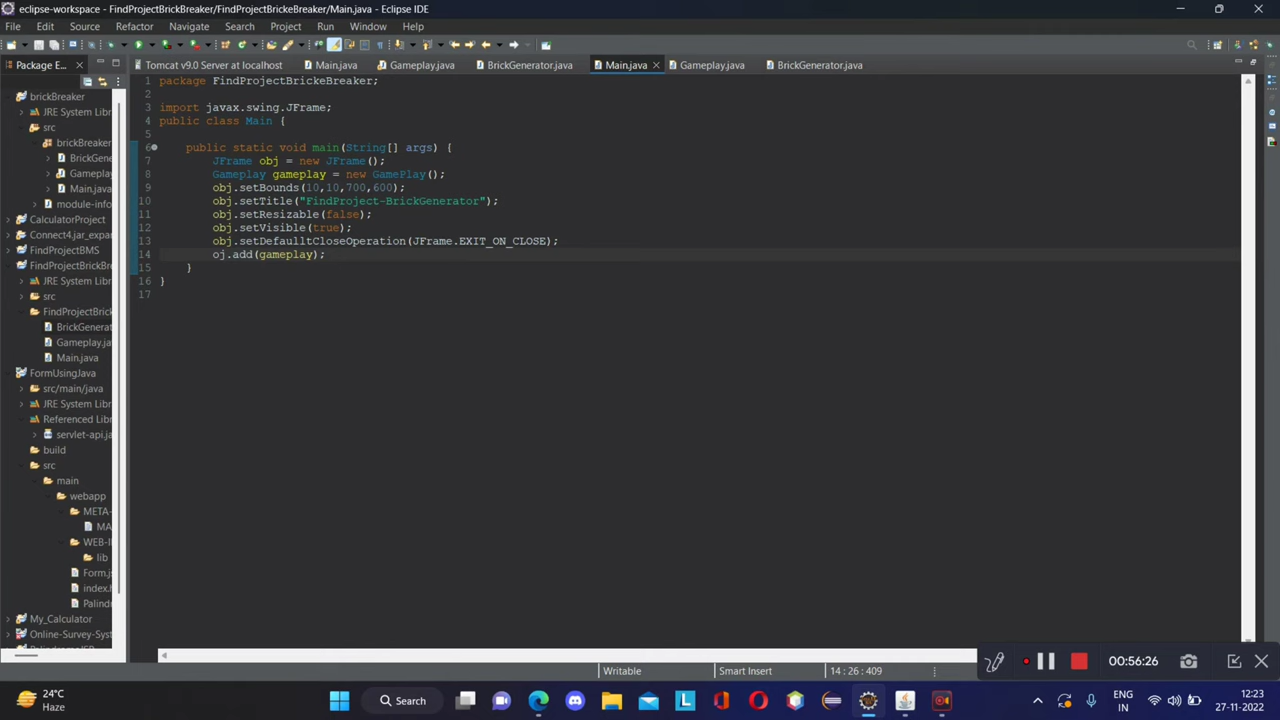 eclipse-workspace - FindProjectBrickBreaker/FindProjectBrickeBreaker/Main.java - Eclipse IDE
File Edit Source Refactor Navigate Search Project Run Window Help
Package E...
Tomcat v9.0 Server at localhost Main.java Gameplay.java BrickGenerator.java Main.java Gameplay.java BrickGenerator.java
brickBreaker
JRE System Libr
src
brickBreaker
BrickGene
Gameplay
Main.java
module-info
CalculatorProject
Connect4.jar_expan
FindProjectBMS
FindProjectBrickBre
JRE System Libr
src
FindProjectBrick
BrickGenerat
Gameplay.ja
Main.java
FormUsingJava
src/main/java
JRE System Libr
Referenced Libr
servlet-api.ja
build
src
main
webapp
META-
MA
WEB-I
lib
Form.j
index.h
Palindr
My_Calculator
Online-Survey-Syst
1 package FindProjectBrickeBreaker;
2
3 import javax.swing.JFrame;
4 public class Main {
5
6 public static void main(String[] args) {
7 JFrame obj = new JFrame();
8 Gameplay gameplay = new GamePlay();
9 obj.setBounds(10,10,700,600);
10 obj.setTitle("FindProject-BrickGenerator");
11 obj.setResizable(false);
12 obj.setVisible(true);
13 obj.setDefaulltCloseOperation(JFrame.EXIT_ON_CLOSE);
14 oj.add(gameplay);
15 }
16 }
17
00:56:26
Writable Smart Insert 14 : 26 : 409
24°C
Haze
Search
ENG
IN
12:23
27-11-2022